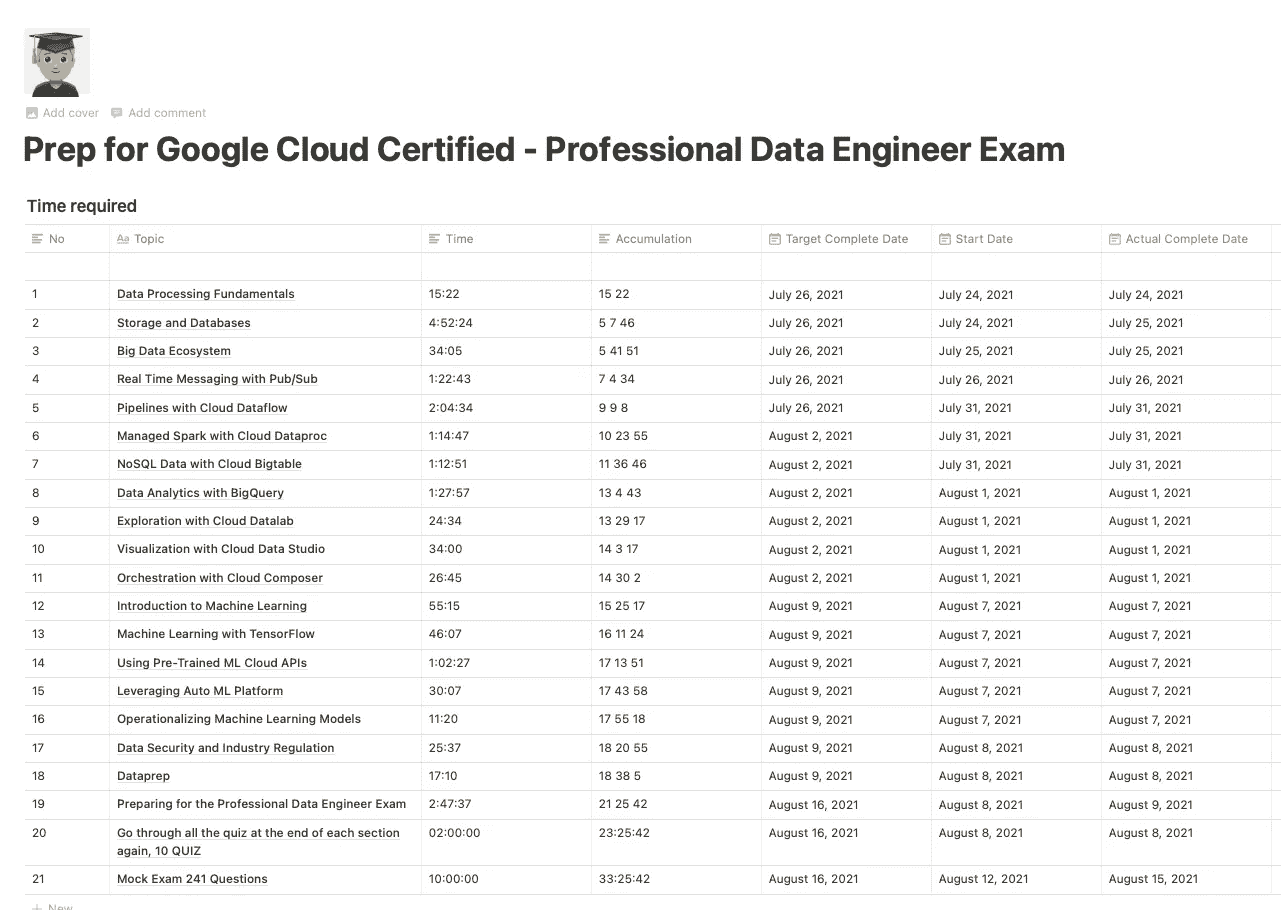 Add cover Add comment
Prep for Google Cloud Certified - Professional Data Engineer Exam
Time required
No Aa Topic Time Accumulation Target Complete Date Start Date Actual Complete Date
1 Data Processing Fundamentals 15:22 15 22 July 26, 2021 July 24, 2021 July 24, 2021
2 Storage and Databases 4:52:24 5 7 46 July 26, 2021 July 24, 2021 July 25, 2021
3 Big Data Ecosystem 34:05 5 41 51 July 26, 2021 July 25, 2021 July 25, 2021
4 Real Time Messaging with Pub/Sub 1:22:43 7 4 34 July 26, 2021 July 26, 2021 July 26, 2021
5 Pipelines with Cloud Dataflow 2:04:34 9 9 8 July 26, 2021 July 31, 2021 July 31, 2021
6 Managed Spark with Cloud Dataproc 1:14:47 10 23 55 August 2, 2021 July 31, 2021 July 31, 2021
7 NoSQL Data with Cloud Bigtable 1:12:51 11 36 46 August 2, 2021 July 31, 2021 July 31, 2021
8 Data Analytics with BigQuery 1:27:57 13 4 43 August 2, 2021 August 1, 2021 August 1, 2021
9 Exploration with Cloud Datalab 24:34 13 29 17 August 2, 2021 August 1, 2021 August 1, 2021
10 Visualization with Cloud Data Studio 34:00 14 3 17 August 2, 2021 August 1, 2021 August 1, 2021
11 Orchestration with Cloud Composer 26:45 14 30 2 August 2, 2021 August 1, 2021 August 1, 2021
12 Introduction to Machine Learning 55:15 15 25 17 August 9, 2021 August 7, 2021 August 7, 2021
13 Machine Learning with TensorFlow 46:07 16 11 24 August 9, 2021 August 7, 2021 August 7, 2021
14 Using Pre-Trained ML Cloud APIs 1:02:27 17 13 51 August 9, 2021 August 7, 2021 August 7, 2021
15 Leveraging Auto ML Platform 30:07 17 43 58 August 9, 2021 August 7, 2021 August 7, 2021
16 Operationalizing Machine Learning Models 11:20 17 55 18 August 9, 2021 August 7, 2021 August 7, 2021
17 Data Security and Industry Regulation 25:37 18 20 55 August 9, 2021 August 8, 2021 August 8, 2021
18 Dataprep 17:10 18 38 5 August 9, 2021 August 8, 2021 August 8, 2021
19 Preparing for the Professional Data Engineer Exam 2:47:37 21 25 42 August 16, 2021 August 8, 2021 August 9, 2021
20 Go through all the quiz at the end of each section 02:00:00 23:25:42 August 16, 2021 August 8, 2021 August 8, 2021
again, 10 QUIZ
21 Mock Exam 241 Questions 10:00:00 33:25:42 August 16, 2021 August 12, 2021 August 15, 2021
+ New